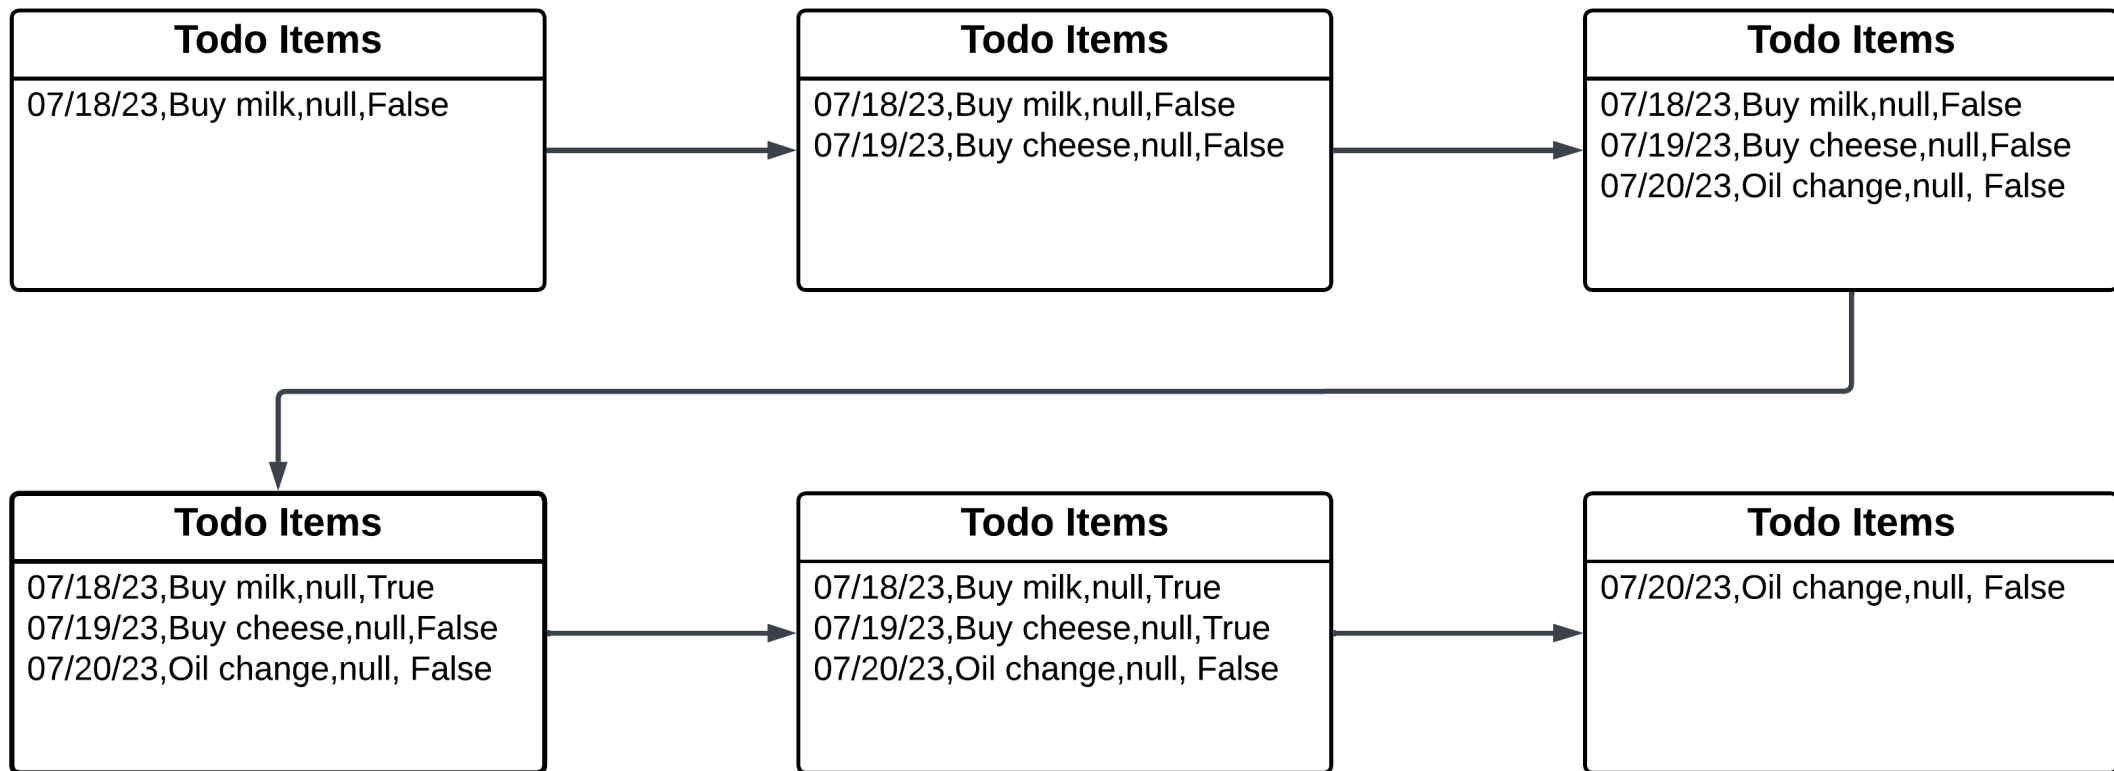 Todo Items
07/18/23,Buy milk,null,False
Todo Items
07/18/23,Buy milk,null,False
07/19/23,Buy cheese,null,False
Todo Items
07/18/23,Buy milk,null,False
07/19/23,Buy cheese,null,False
07/20/23,Oil change,null, False
Todo Items
07/18/23,Buy milk,null,True
07/19/23,Buy cheese,null,False
07/20/23,Oil change,null, False
Todo Items
07/18/23,Buy milk,null,True
07/19/23,Buy cheese,null,True
07/20/23,Oil change,null, False
Todo Items
07/20/23,Oil change,null, False